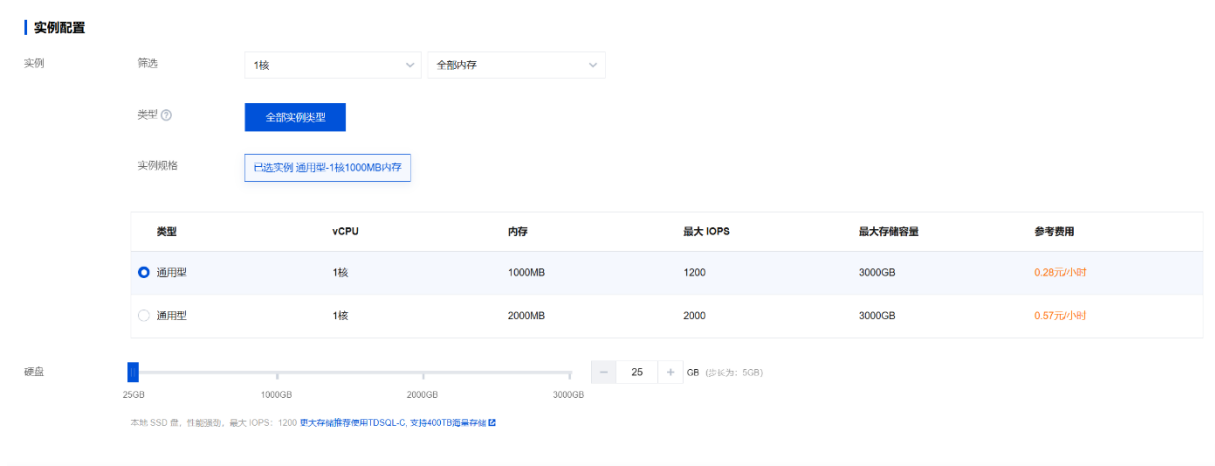 实例配置
实例 筛选 1核 全部内存
类型 ?
全部实例类型
实例规格 已选实例 通用型-1核1000MB内存
类型 vCPU 内存 最大 IOPS 最大存储容量 参考费用
通用型 1核 1000MB 1200 3000GB 0.28元/小时
通用型 1核 2000MB 2000 3000GB 0.57元/小时
硬盘 − 25 + GB (步长为：5GB)
25GB 1000GB 2000GB 3000GB
本地 SSD 盘，性能强劲，最大 IOPS：1200 更大存储推荐使用TDSQL-C, 支持400TB海量存储